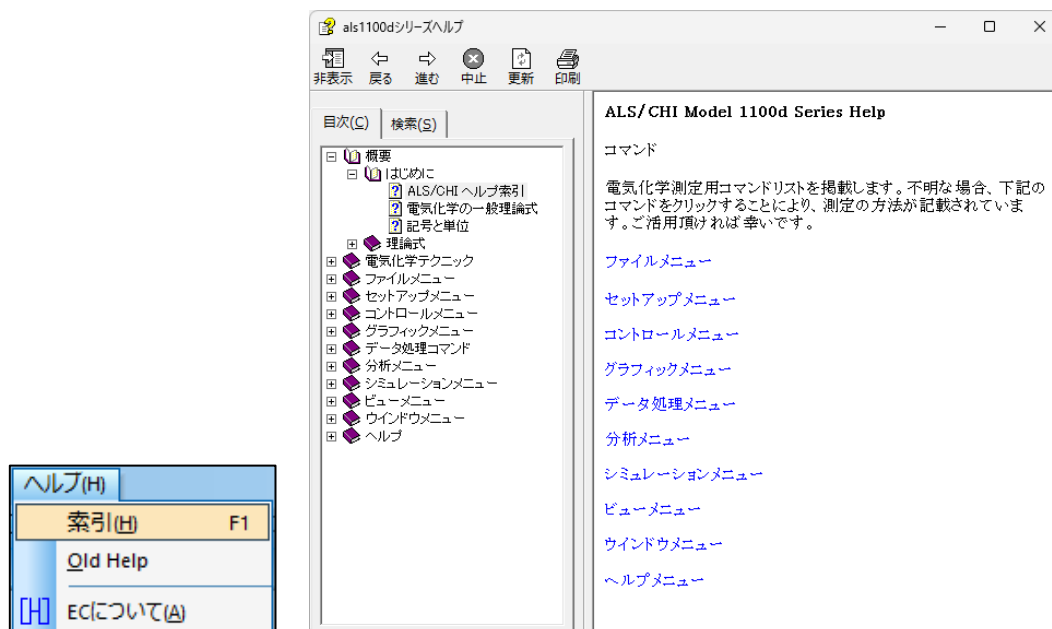 als1100dシリーズヘルプ
非表示 戻る 進む 中止 更新 印刷
目次(C) 検索(S)
概要
はじめに
ALS/CHI ヘルプ索引
電気化学の一般理論式
記号と単位
理論式
電気化学テクニック
ファイルメニュー
セットアップメニュー
コントロールメニュー
グラフィックメニュー
データ処理コマンド
分析メニュー
シミュレーションメニュー
ビューメニュー
ウインドウメニュー
ヘルプ
ALS/CHI Model 1100d Series Help
コマンド
電気化学測定用コマンドリストを掲載します。不明な場合、下記の
コマンドをクリックすることにより、測定の方法が記載されていま
す。ご活用頂ければ幸いです。
ファイルメニュー
セットアップメニュー
コントロールメニュー
グラフィックメニュー
データ処理メニュー
分析メニュー
シミュレーションメニュー
ビューメニュー
ウインドウメニュー
ヘルプメニュー
ヘルプ(H)
索引(H) F1
Old Help
[H] ECについて(A)